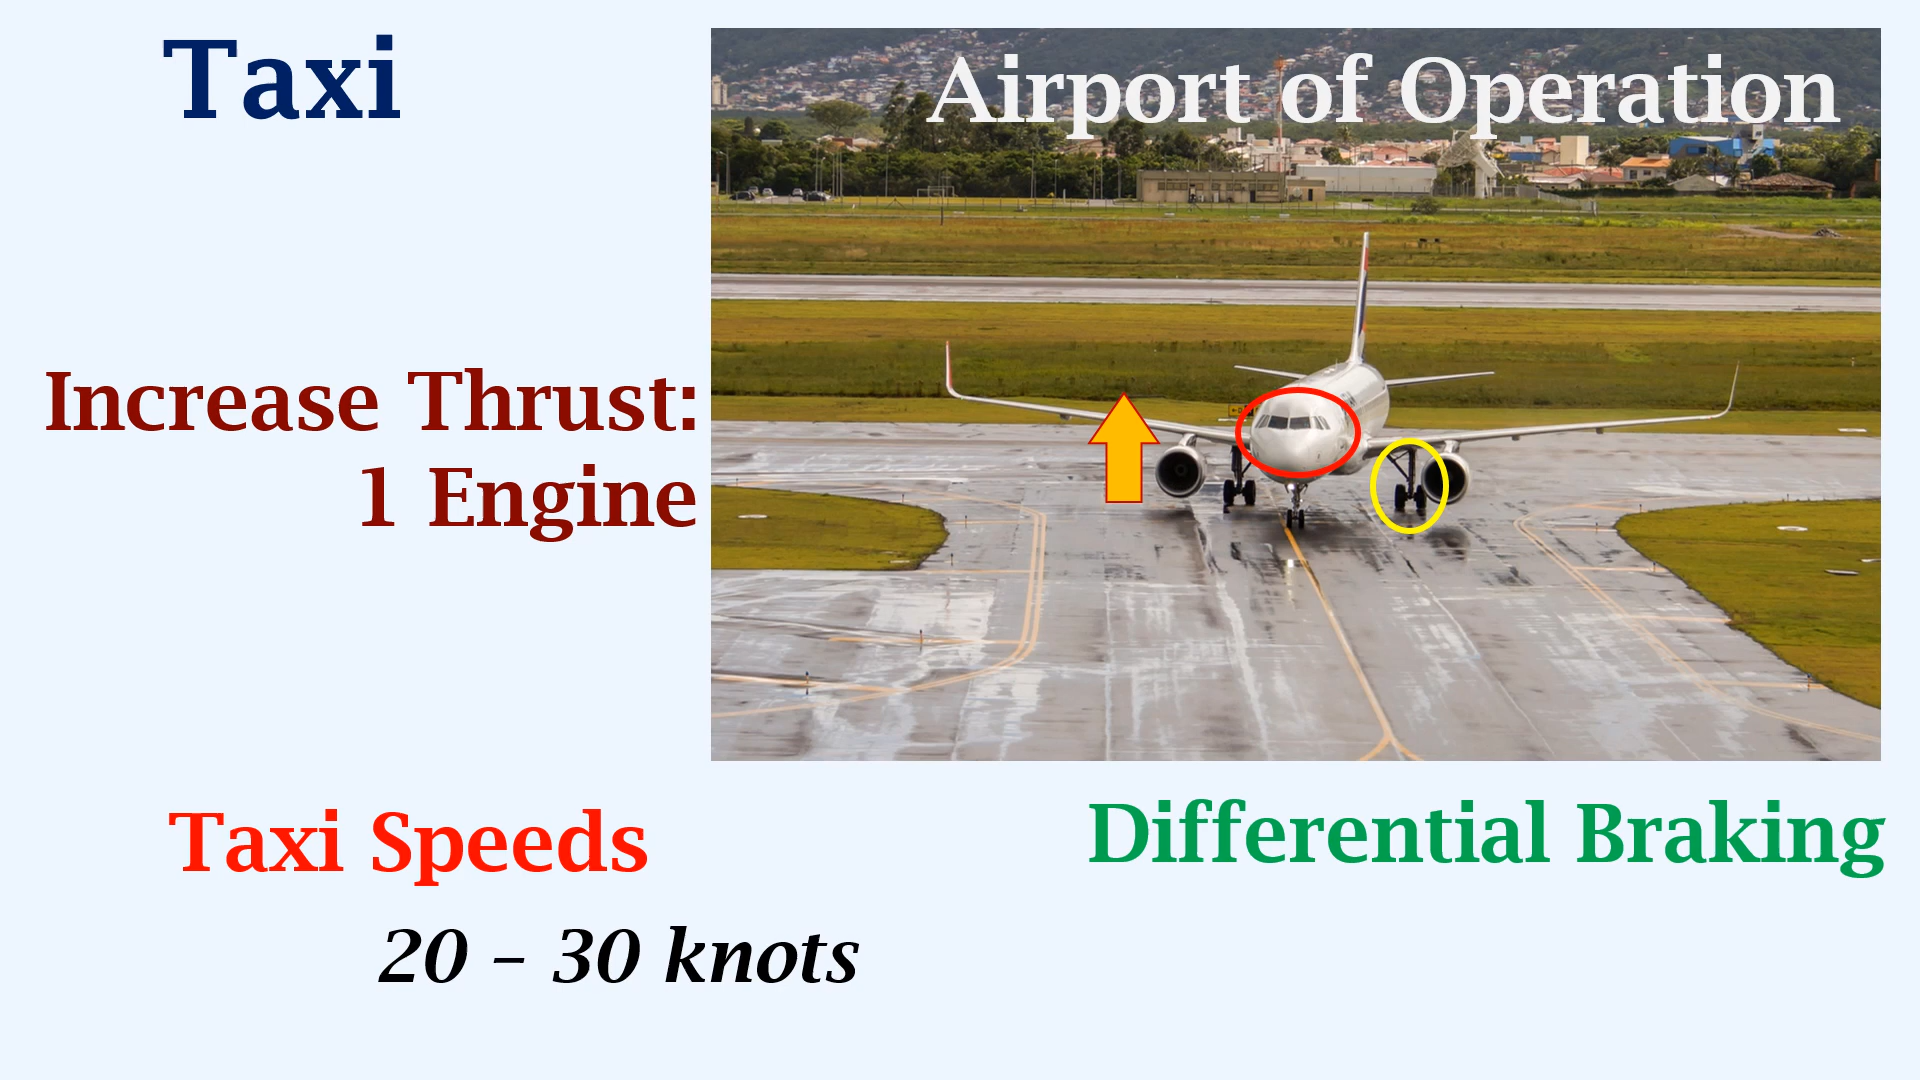 Taxi
Airport of Operation
Increase Thrust:
1 Engine
Taxi Speeds
Differential Braking
20 – 30 knots